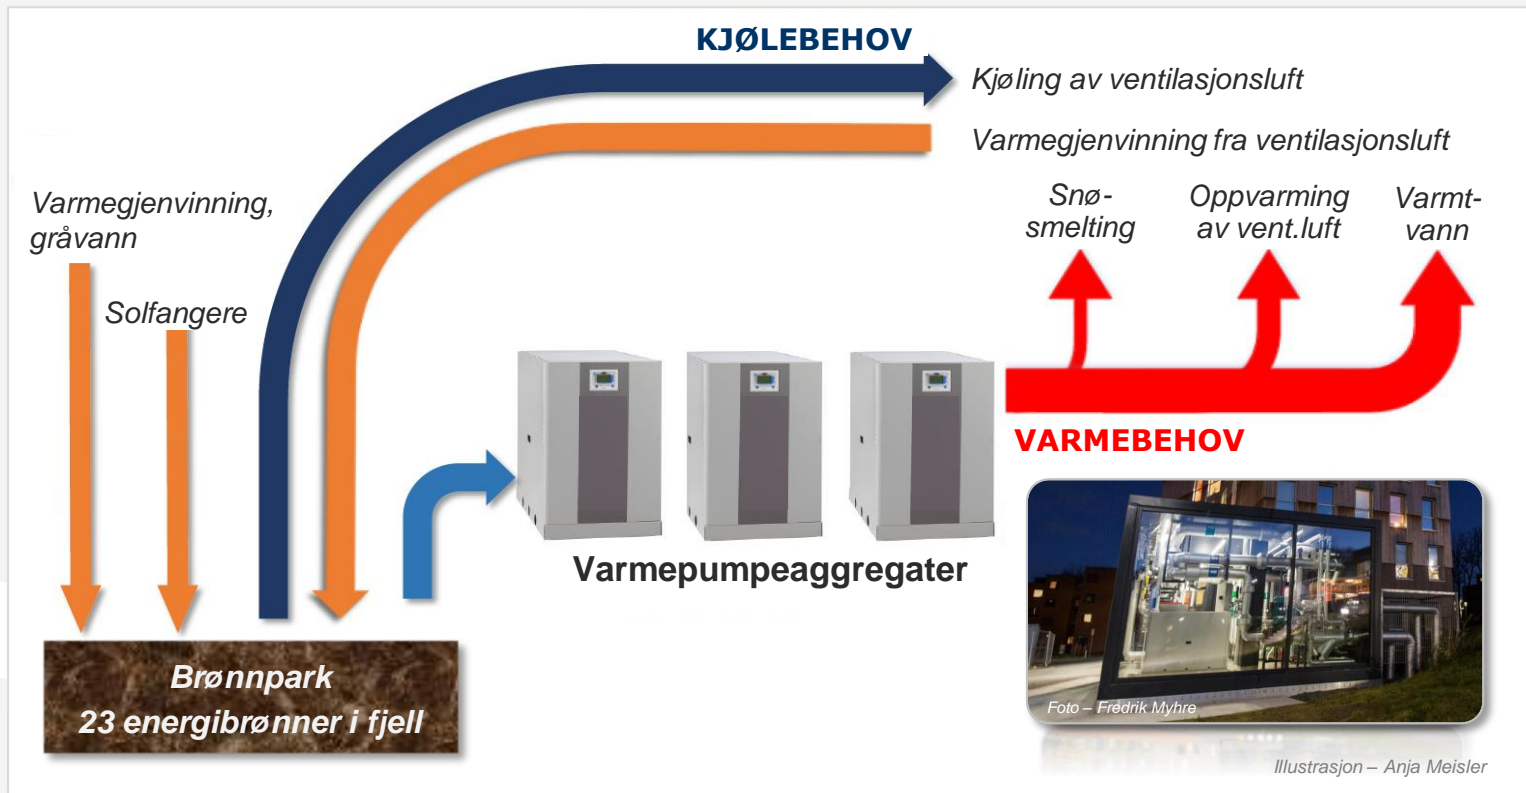 KJØLEBEHOV
Kjøling av ventilasjonsluft
Varmegjenvinning fra ventilasjonsluft
Varmegjenvinning,
gråvann
Solfangere
Snø-
smelting
Oppvarming
av vent.luft
Varmt-
vann
VARMEBEHOV
Varmepumpeaggregater
Brønnpark
23 energibrønner i fjell
Foto – Fredrik Myhre
Illustrasjon – Anja Meisler